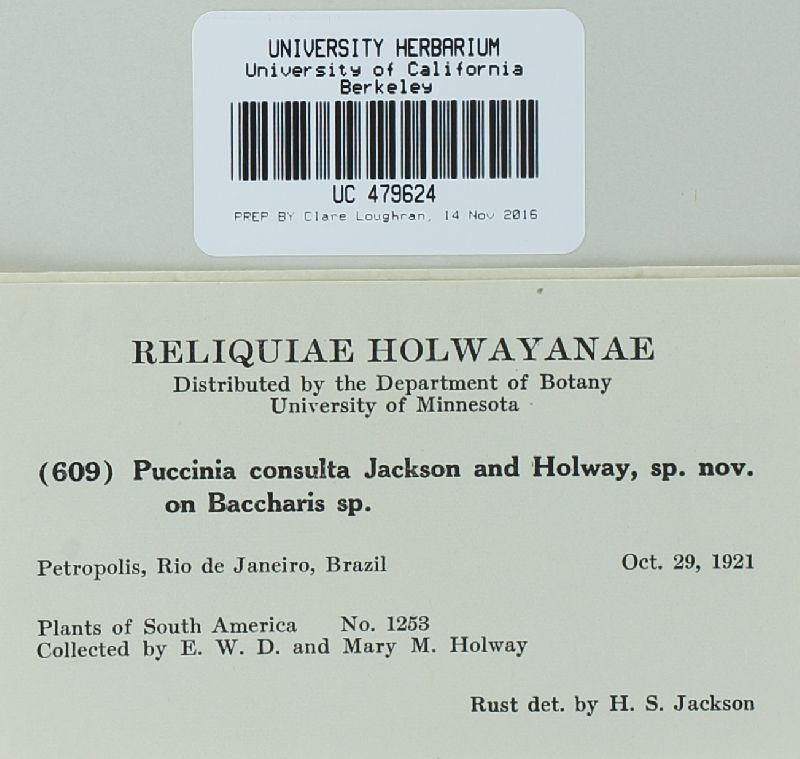 UNIVERSITY HERBARIUM
University of California
Berkeley
UC 479624
PREP BY Clare Loughran, 14 Nov 2016
RELIQUIAE HOLWAYANAE
Distributed by the Department of Botany
University of Minnesota
(609) Puccinia consulta Jackson and Holway, sp. nov.
on Baccharis sp.
Petropolis, Rio de Janeiro, Brazil Oct. 29, 1921
Plants of South America No. 1253
Collected by E. W. D. and Mary M. Holway
Rust det. by H. S. Jackson